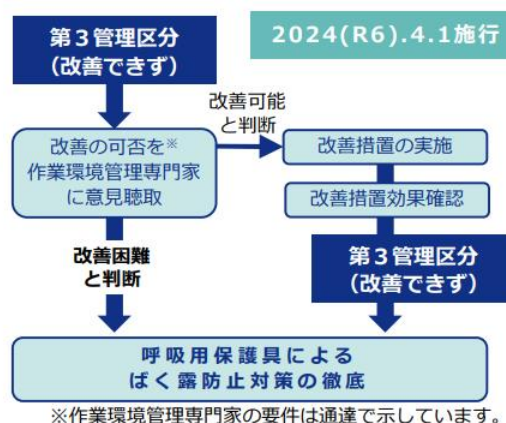 第３管理区分
（改善できず）
2024(R6).4.1施行
改善可能
と判断
改善の可否を※
作業環境管理専門家
に意見聴取
改善措置の実施
改善措置効果確認
改善困難
と判断
第３管理区分
（改善できず）
呼吸用保護具による
ばく露防止対策の徹底
※作業環境管理専門家の要件は通達で示しています。